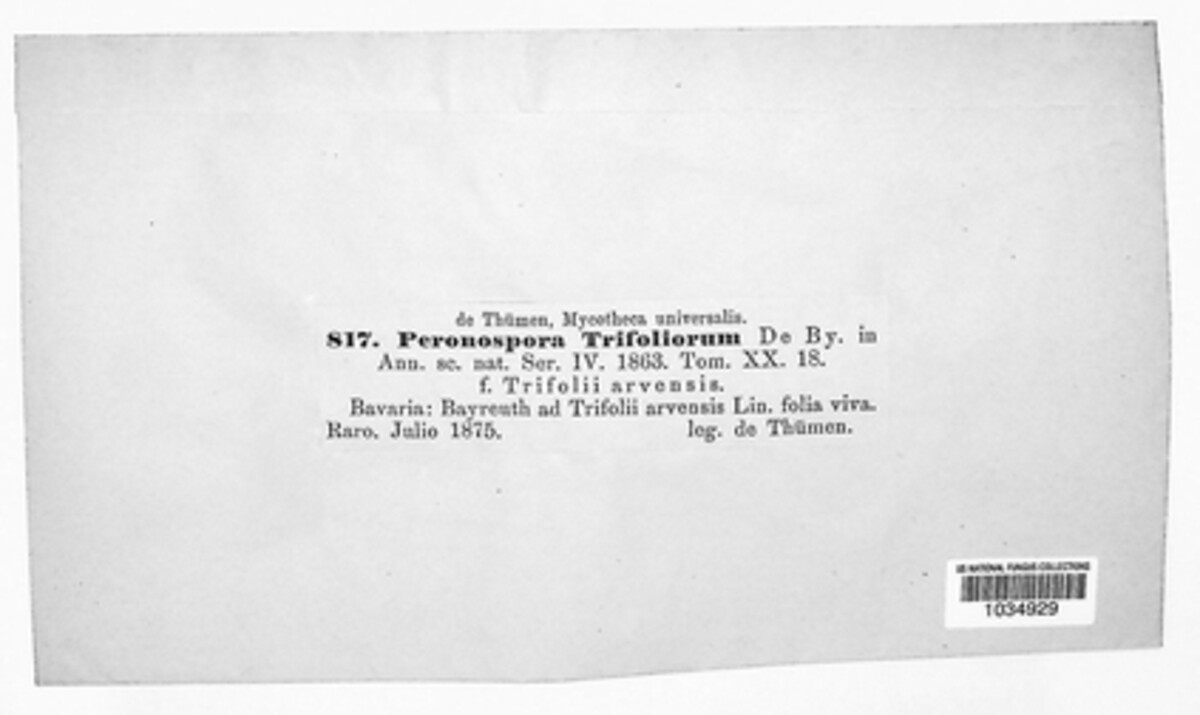 de Thümen, Mycotheca universalis.
817. Peronospora Trifoliorum De By. in
Ann. sc. nat. Ser. IV. 1863. Tom. XX. 18.
f. Trifolii arvensis.
Bavaria: Bayreuth ad Trifolii arvensis Lin. folia viva.
Raro. Julio 1875. leg. de Thümen.
US NATIONAL FUNGUS COLLECTIONS
1034929